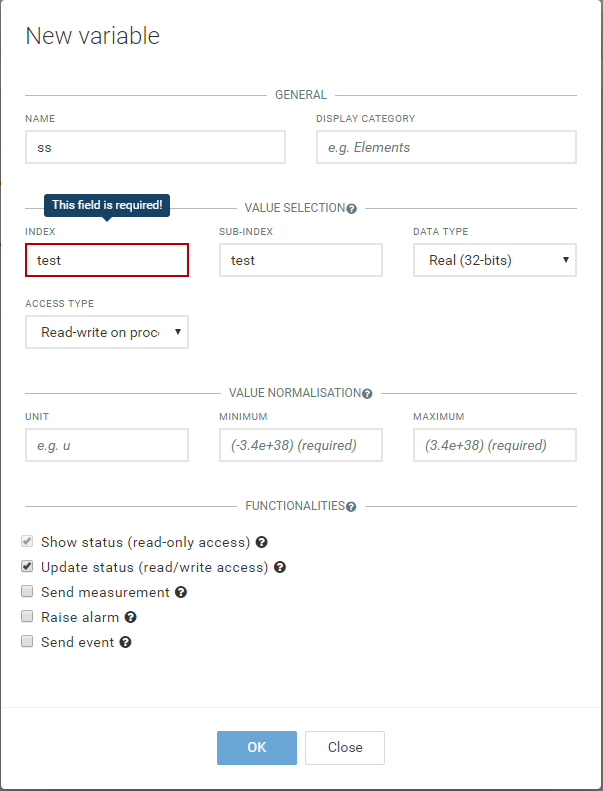 New variable
GENERAL
NAME
DISPLAY CATEGORY
ss
e.g. Elements
This field is required!
VALUE SELECTION
INDEX
SUB-INDEX
DATA TYPE
test
test
Real (32-bits)
ACCESS TYPE
Read-write on proc
VALUE NORMALISATION
UNIT
MINIMUM
MAXIMUM
e.g. u
(-3.4e+38) (required)
(3.4e+38) (required)
FUNCTIONALITIES
Show status (read-only access)
Update status (read/write access)
Send measurement
Raise alarm
Send event
OK
Close